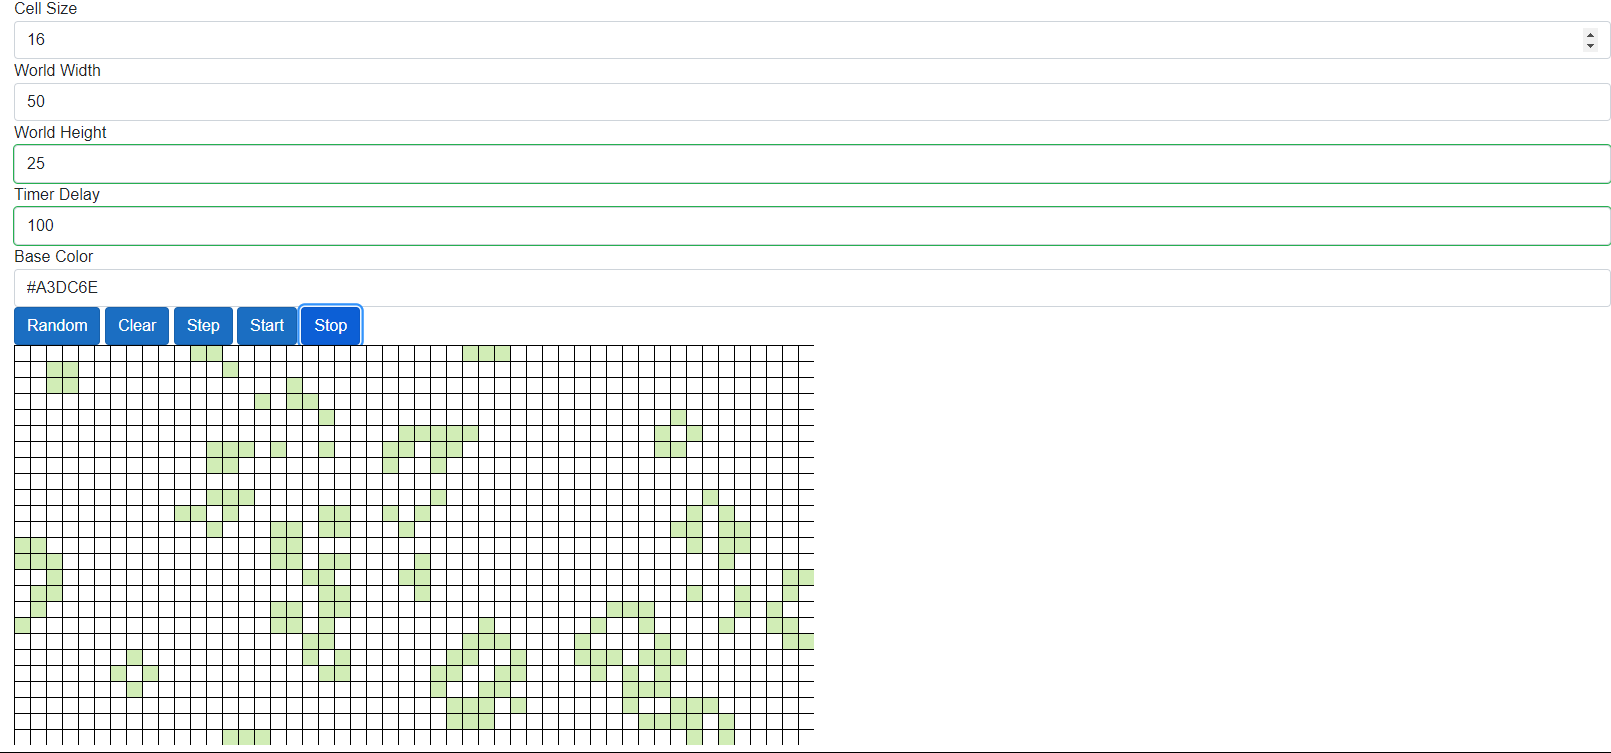 Cell Size
16
World Width
50
World Height
25
Timer Delay
100
Base Color
#A3DC6E
Random Clear Step Start Stop